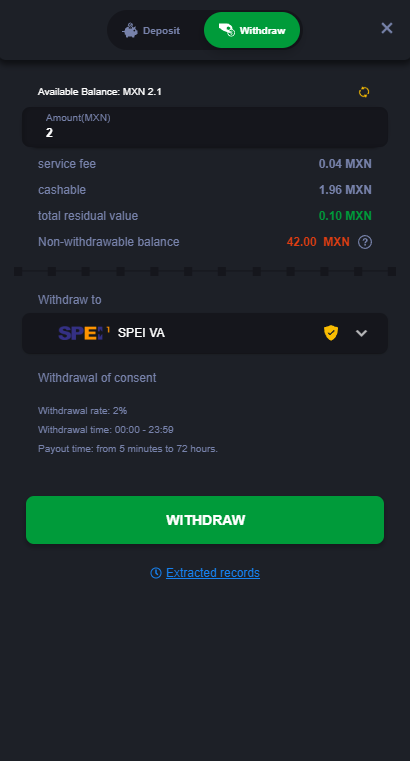 Deposit
Withdraw
Available Balance: MXN 2.1
Amount(MXN)
2
service fee 0.04 MXN
cashable 1.96 MXN
total residual value 0.10 MXN
Non-withdrawable balance 42.00 MXN ?
Withdraw to
SPEI 1 SPEI VA
Withdrawal of consent
Withdrawal rate: 2%
Withdrawal time: 00:00 - 23:59
Payout time: from 5 minutes to 72 hours.
WITHDRAW
Extracted records